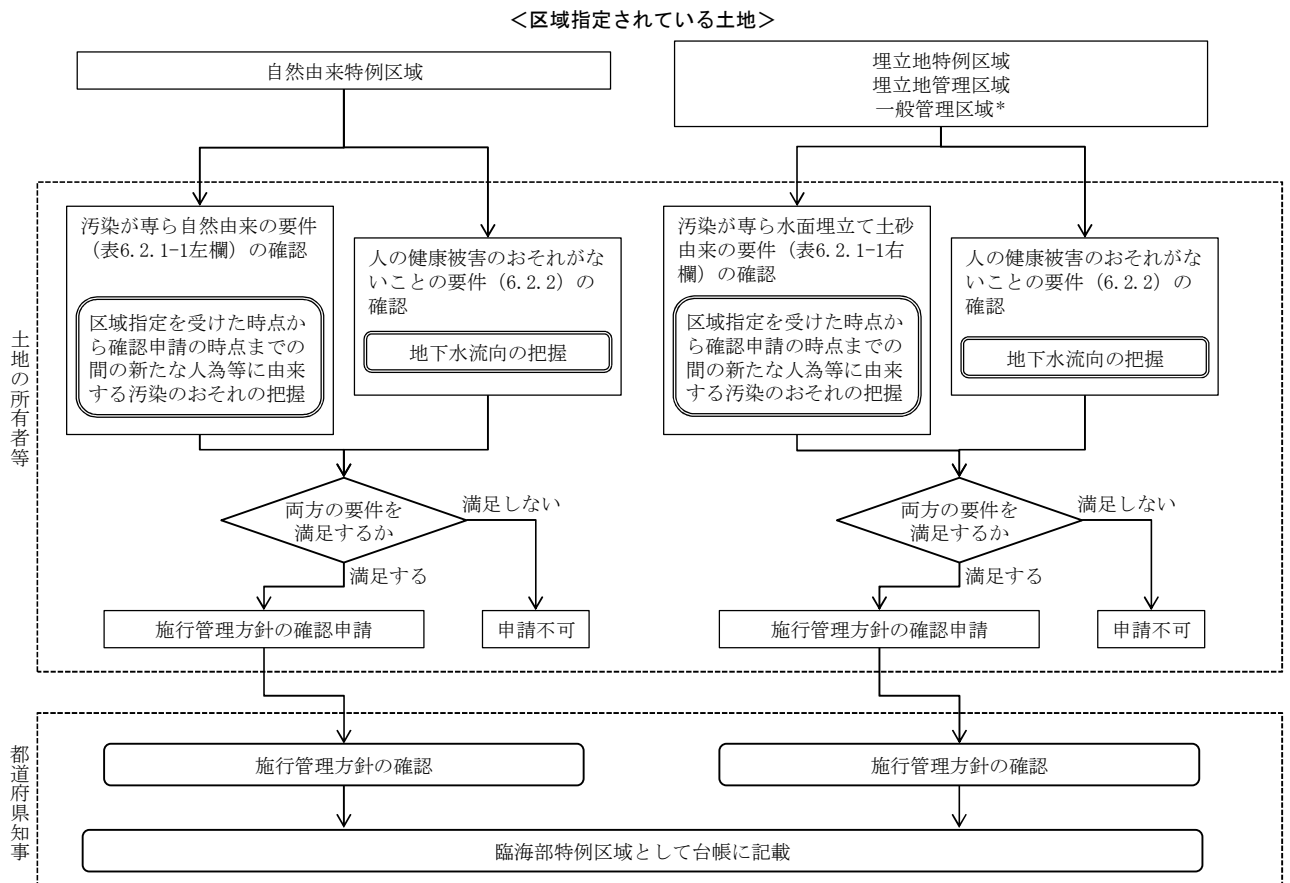 ＜区域指定されている土地＞
自然由来特例区域
埋立地特例区域
埋立地管理区域
一般管理区域*
土地の所有者等
汚染が専ら自然由来の要件
（表6.2.1-1左欄）の確認
区域指定を受けた時点か
ら確認申請の時点までの
間の新たな人為等に由来
する汚染のおそれの把握
人の健康被害のおそれがな
いことの要件（6.2.2）の
確認
地下水流向の把握
汚染が専ら水面埋立て土砂
由来の要件（表6.2.1-1右
欄）の確認
区域指定を受けた時点か
ら確認申請の時点までの
間の新たな人為等に由来
する汚染のおそれの把握
人の健康被害のおそれがな
いことの要件（6.2.2）の
確認
地下水流向の把握
両方の要件を
満足するか
満足しない
満足する
施行管理方針の確認申請
申請不可
両方の要件を
満足するか
満足しない
満足する
施行管理方針の確認申請
申請不可
都道府県知事
施行管理方針の確認
施行管理方針の確認
臨海部特例区域として台帳に記載